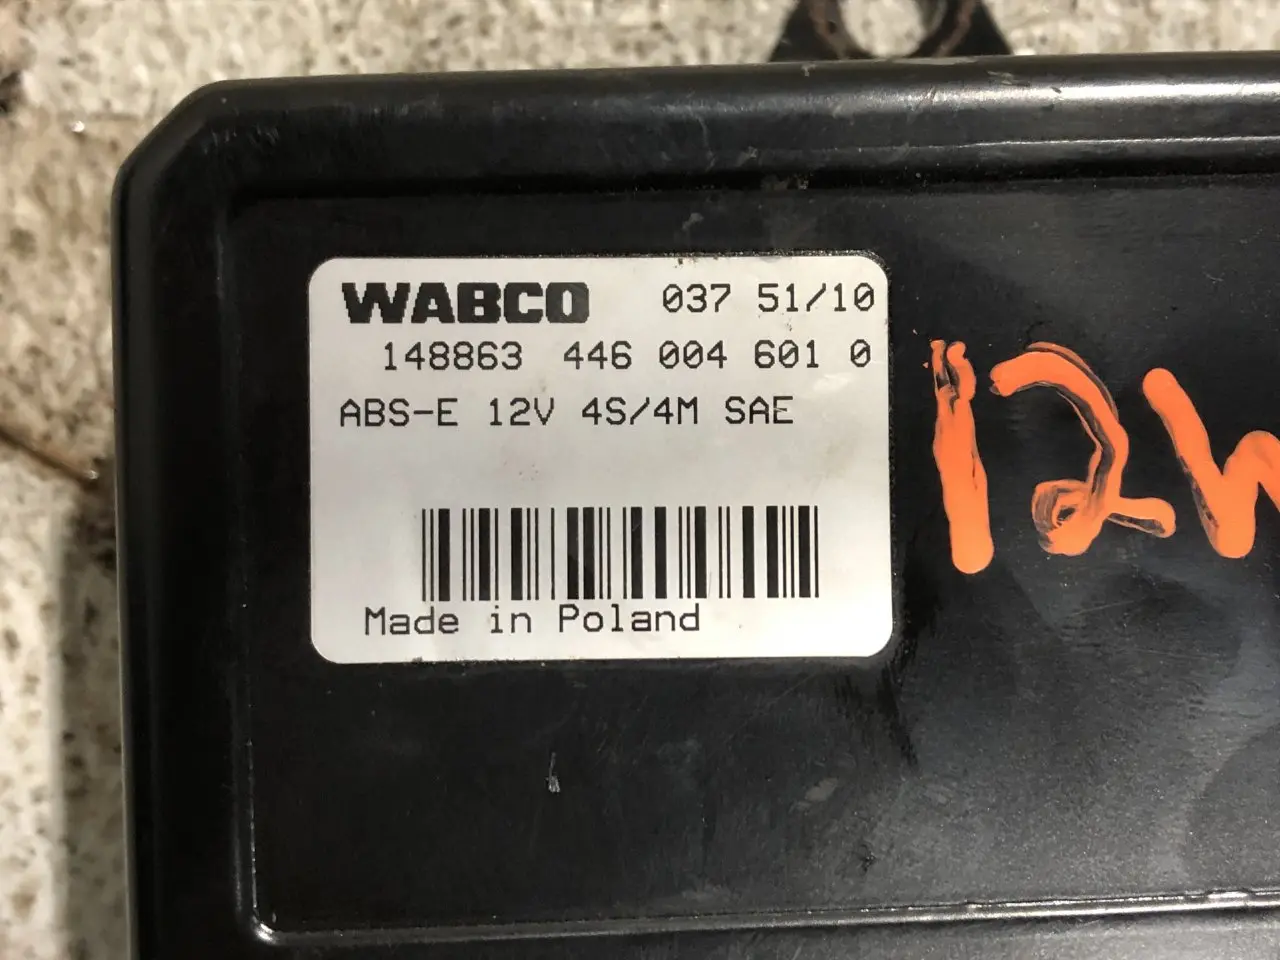 WABCO 037 51/10
148863 446 004 601 0
ABS-E 12V 4S/4M SAE
Made in Poland